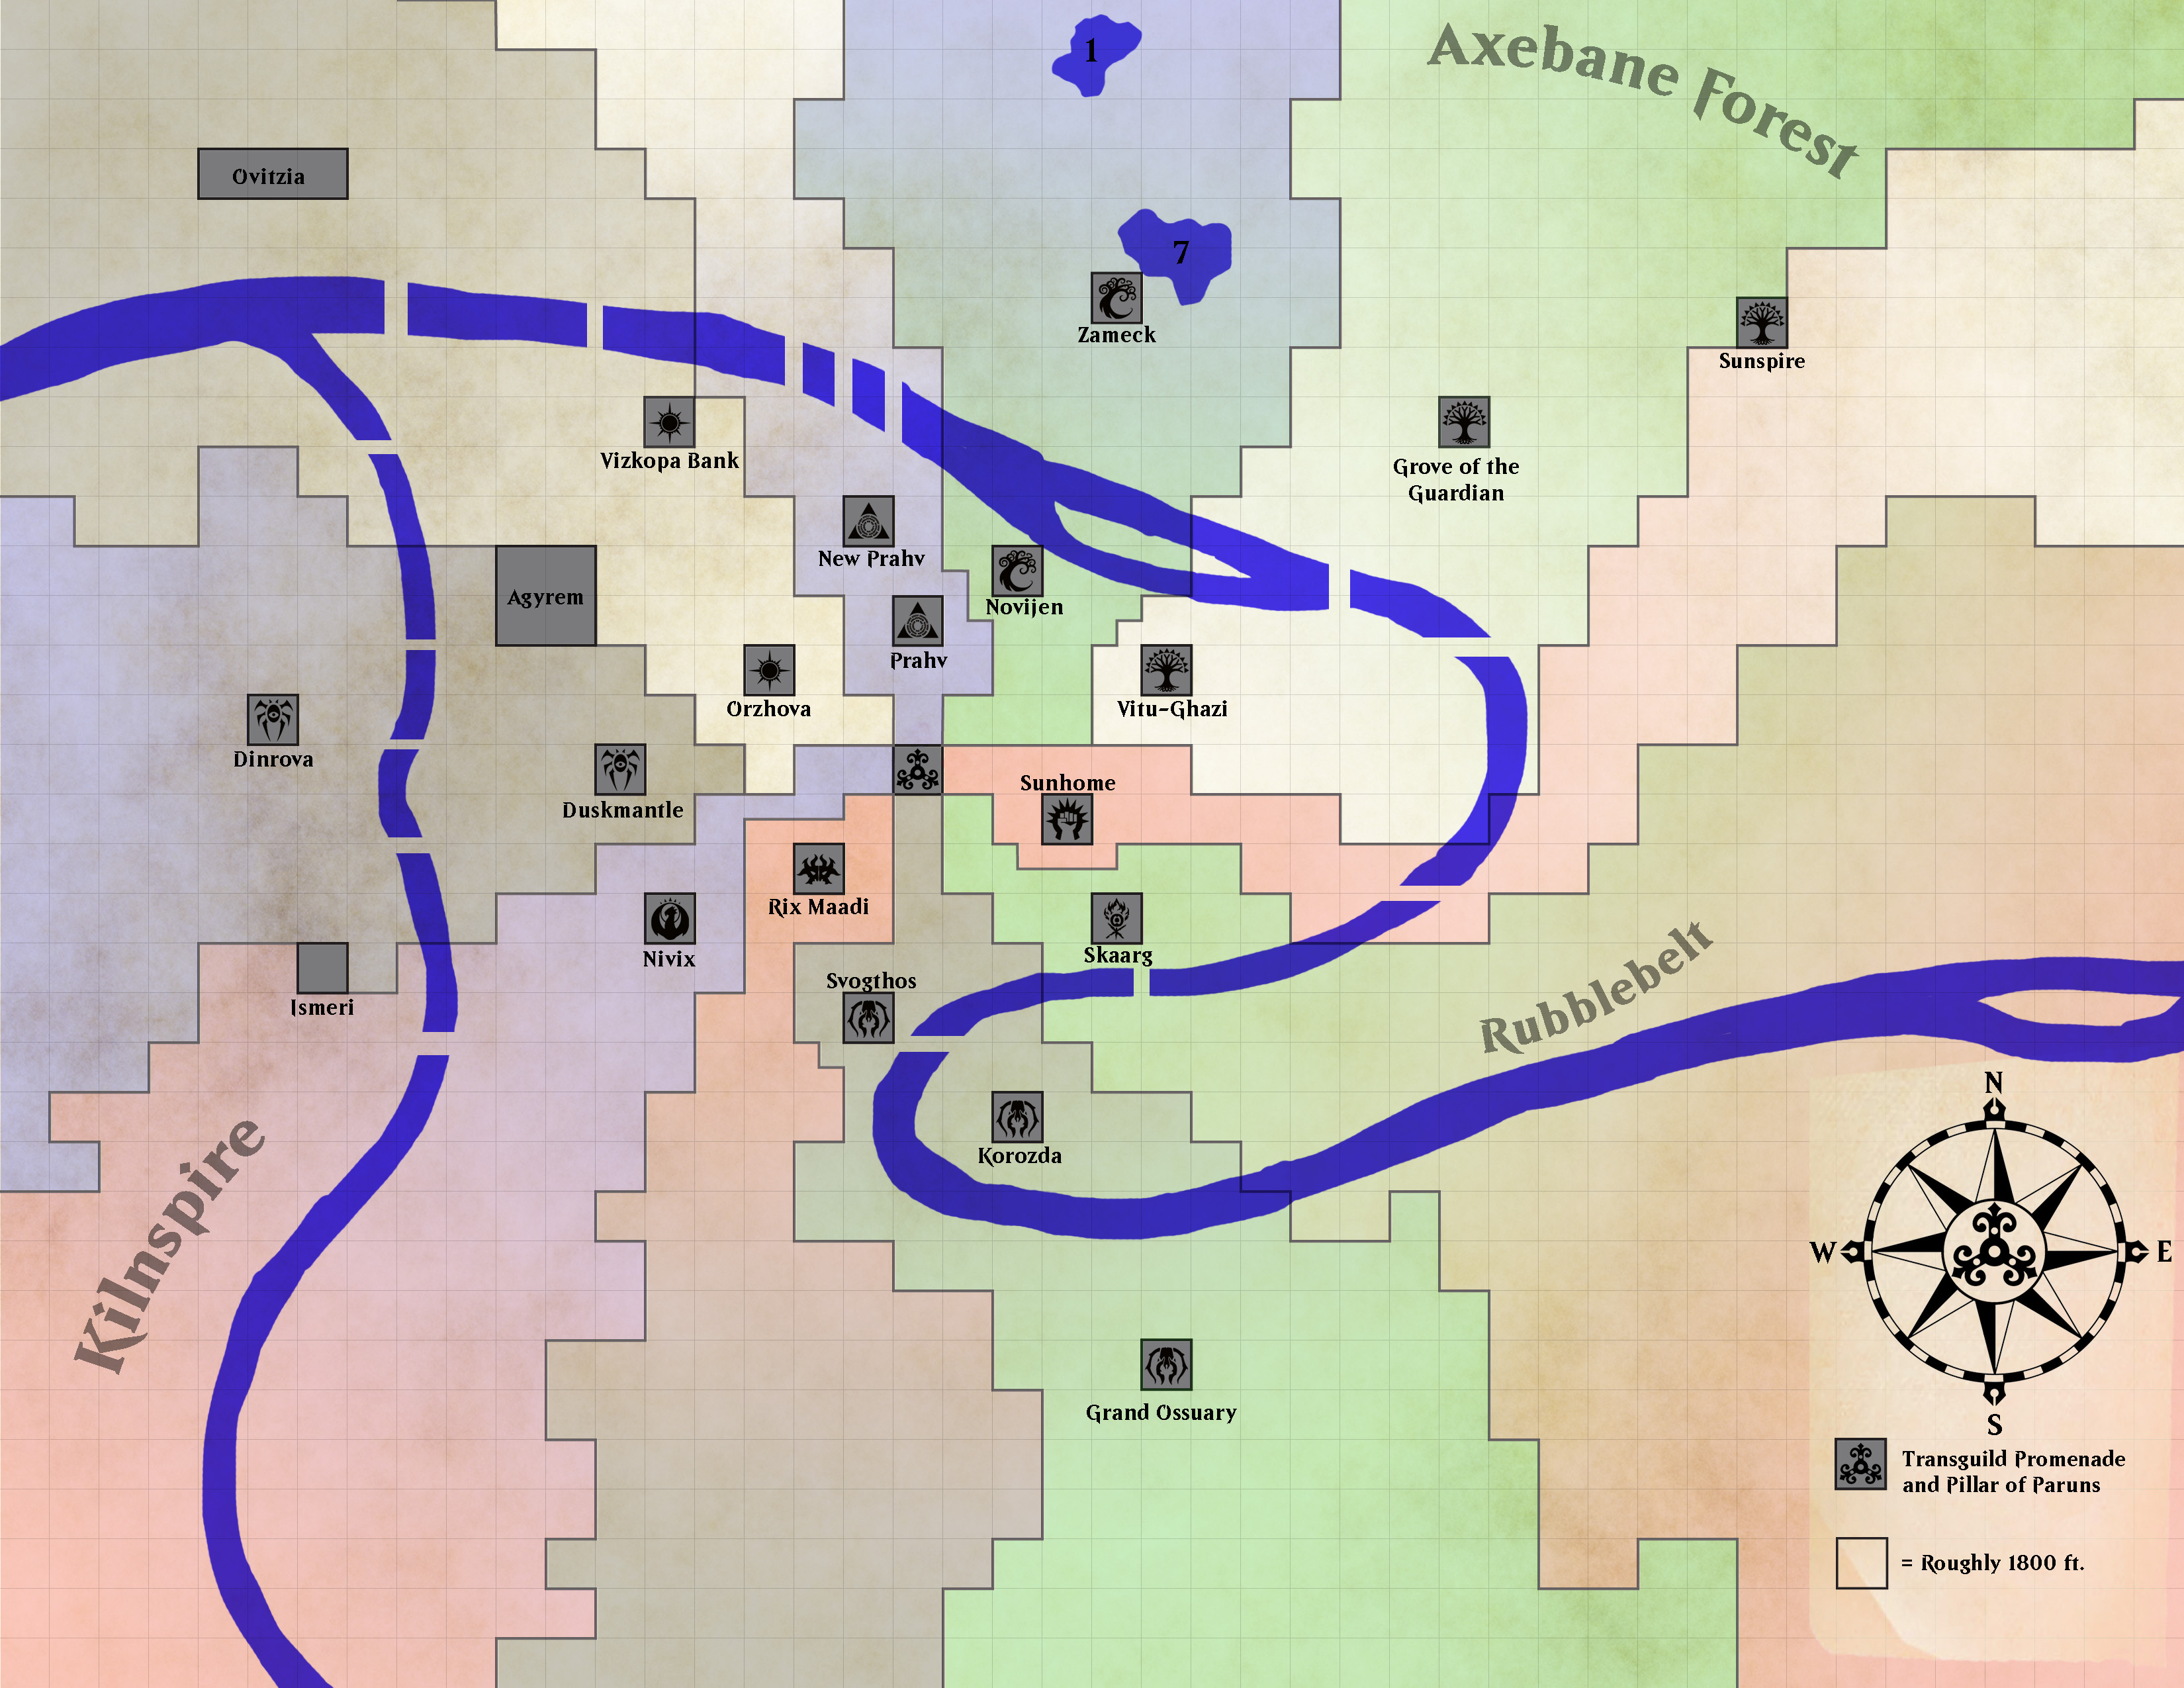 1
Axebane Forest
Ovitzia
7
Zameck
Sunspire
Vizkopa Bank
Grove of the
Guardian
New Prahv
Agyrem
Novijen
Prahv
Orzhova
Vitu-Ghazi
Dinrova
Sunhome
Duskmantle
Rix Maadi
Nivix
Skaarg
Svogthos
Ismeri
Rubblebelt
Korozda
Kilnspire
Grand Ossuary
N
W
E
S
Transguild Promenade
and Pillar of Paruns
= Roughly 1800 ft.